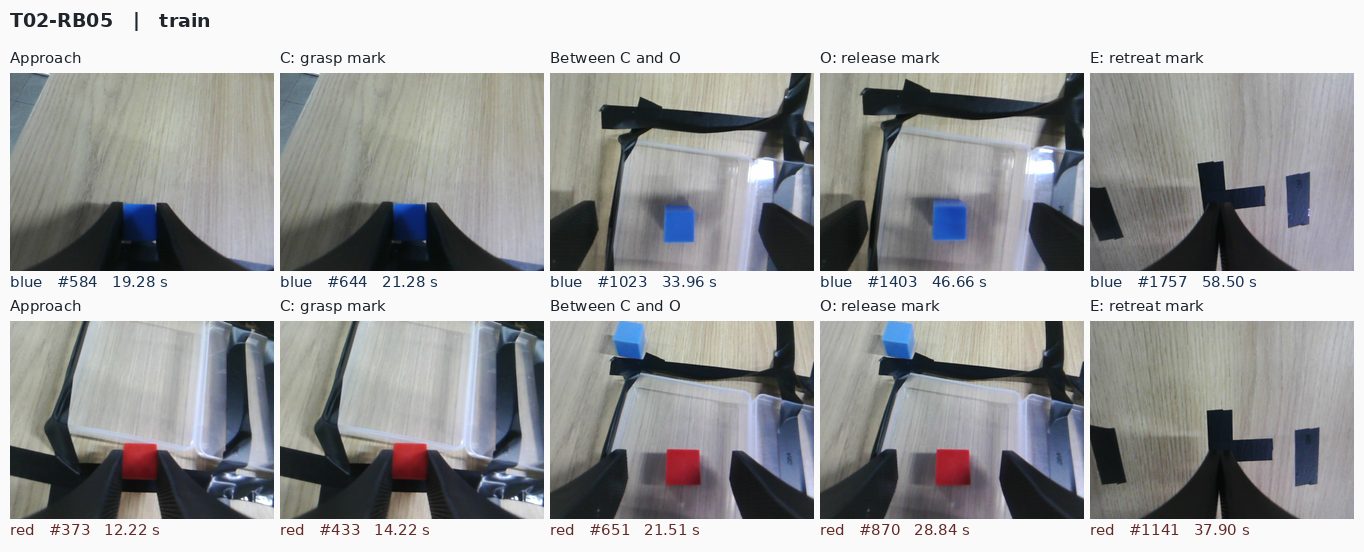 T02-RB05 | train
Approach
C: grasp mark
Between C and O
O: release mark
E: retreat mark
blue #584 19.28 s
blue #644 21.28 s
blue #1023 33.96 s
blue #1403 46.66 s
blue #1757 58.50 s
Approach
C: grasp mark
Between C and O
O: release mark
E: retreat mark
red #373 12.22 s
red #433 14.22 s
red #651 21.51 s
red #870 28.84 s
red #1141 37.90 s